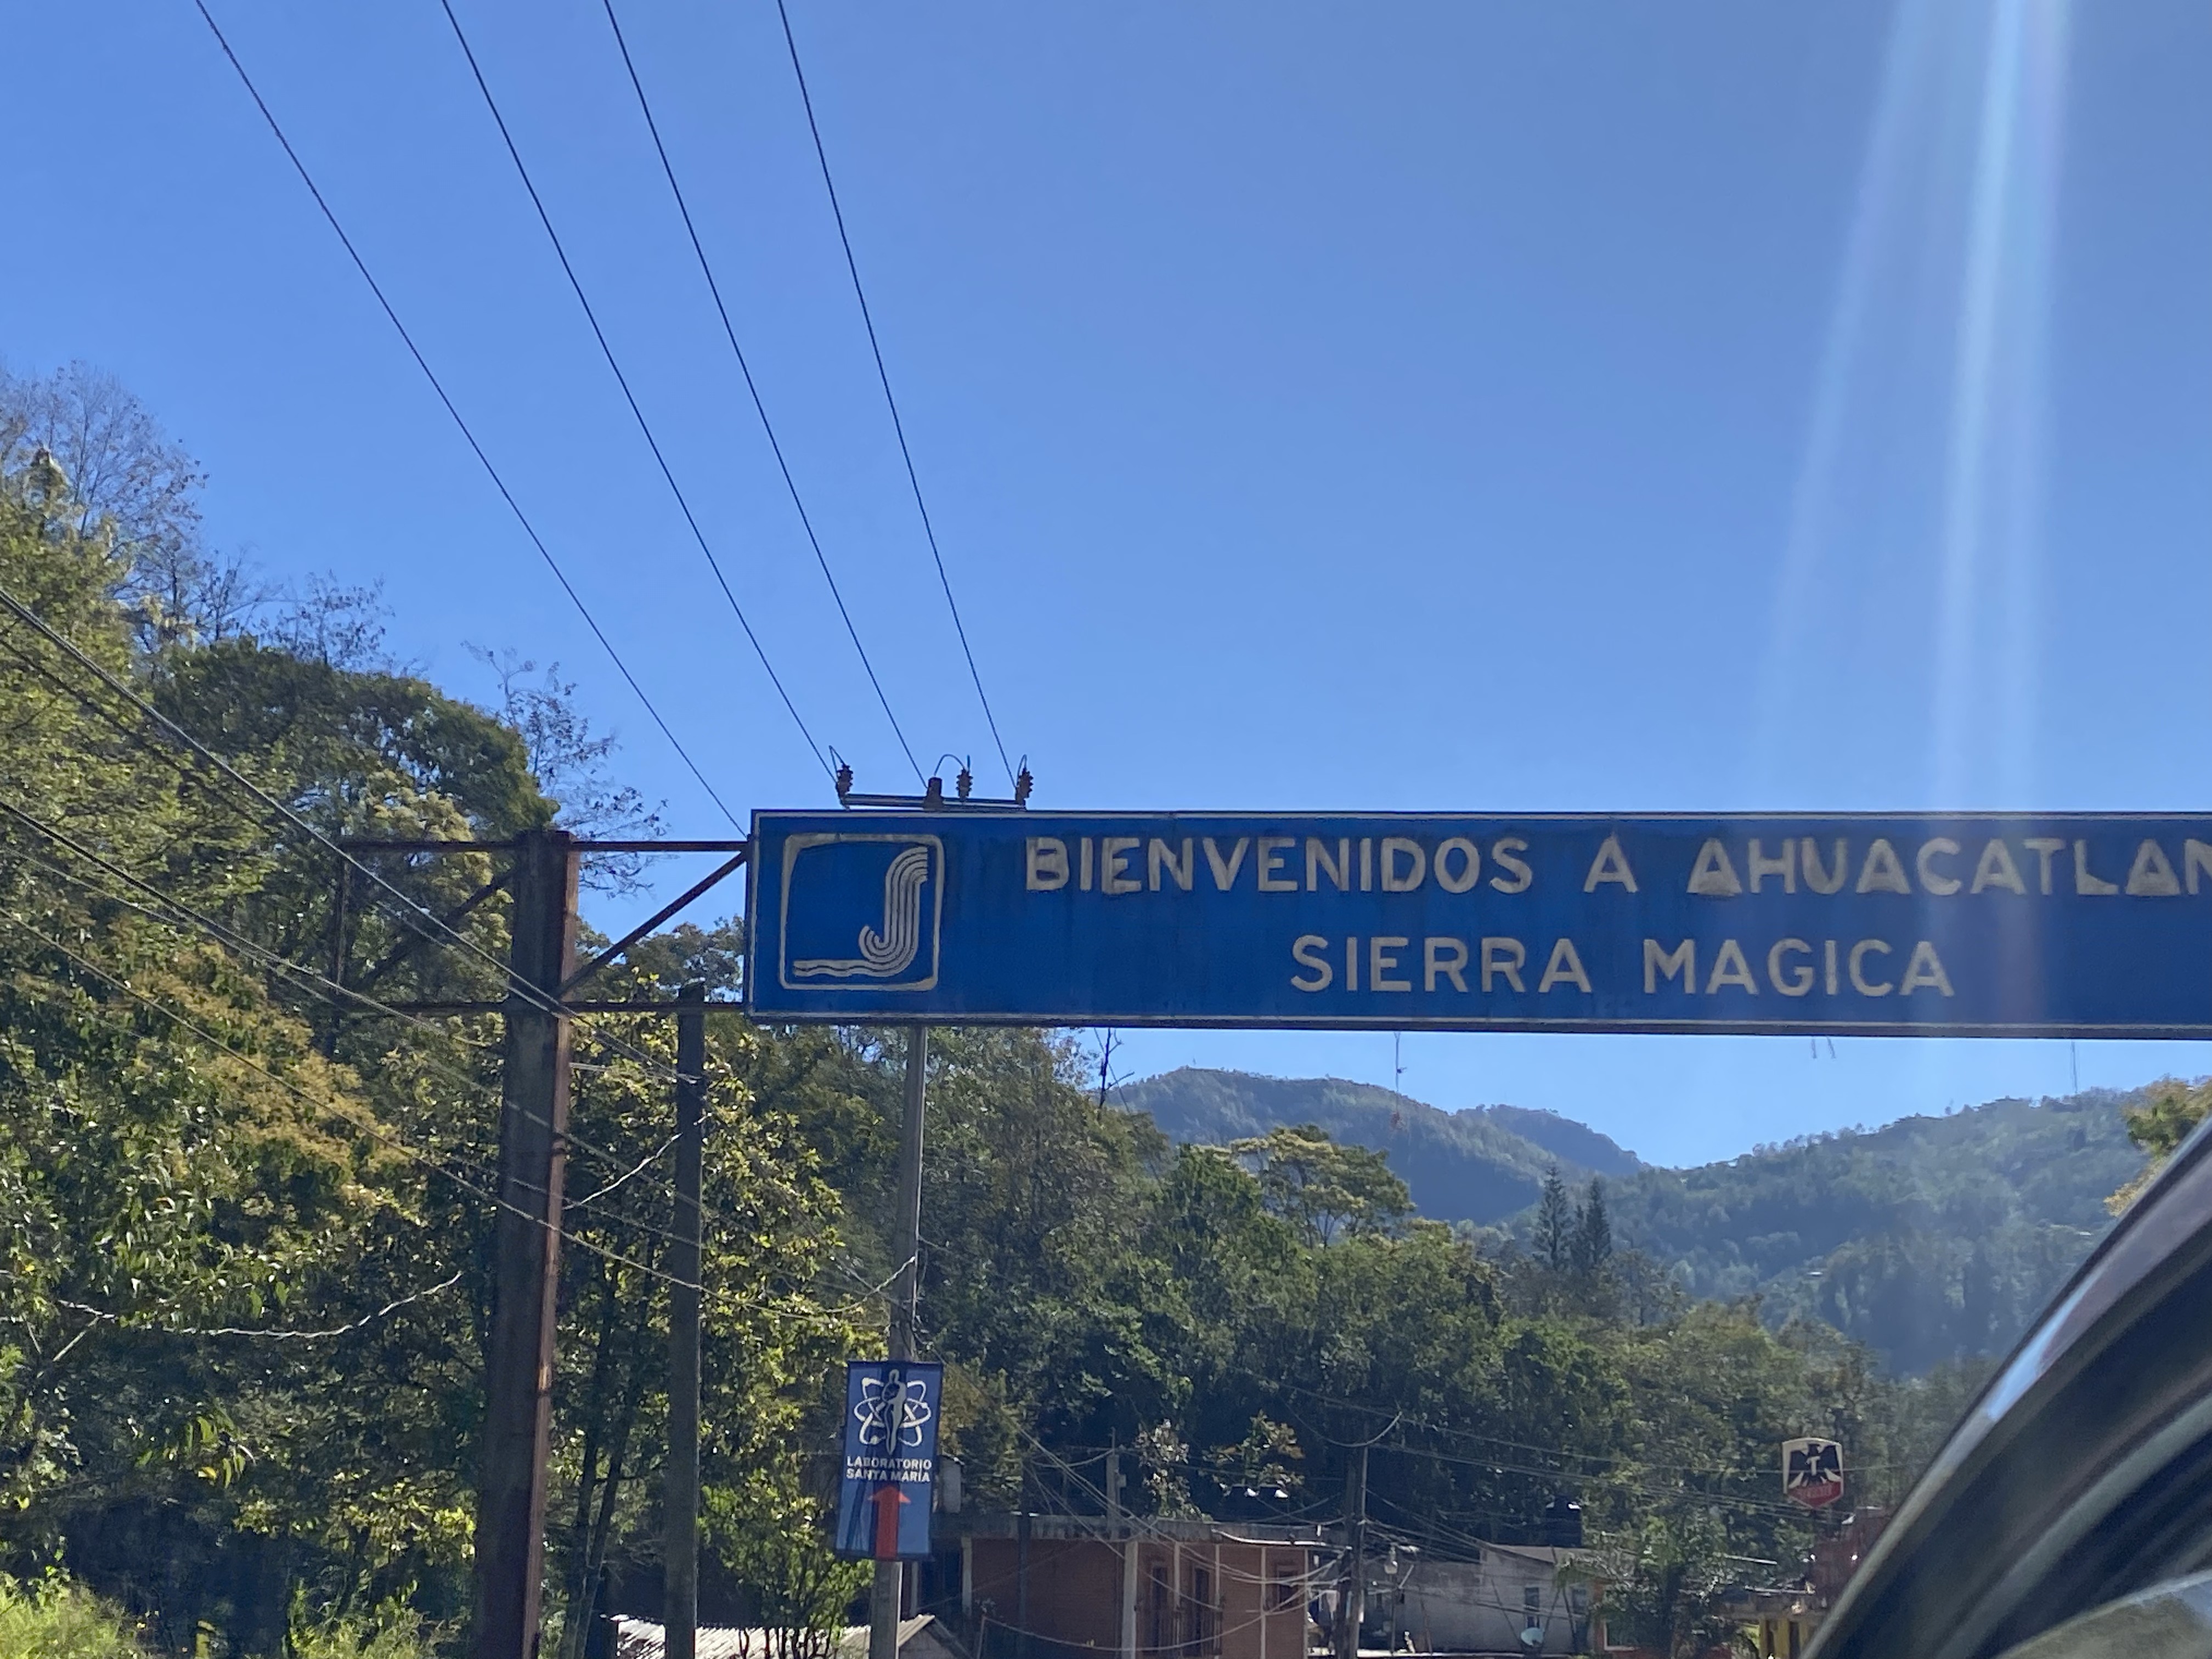 BIENVENIDOS A AHUACATLAN
SIERRA MAGICA
LABORATORIO
SANTA MARÍA